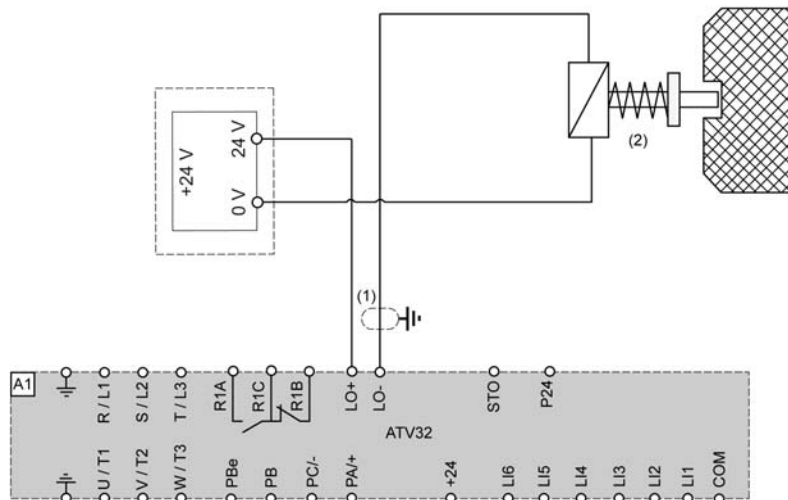 +24 V
24 V
0 V
(2)
(1)
A1
R / L1
S / L2
T / L3
R1A
R1C
R1B
LO+
LO-
STO
P24
ATV32
U / T1
V / T2
W / T3
PBe
PB
PC/-
PA/+
+24
LI6
LI5
LI4
LI3
LI2
LI1
COM